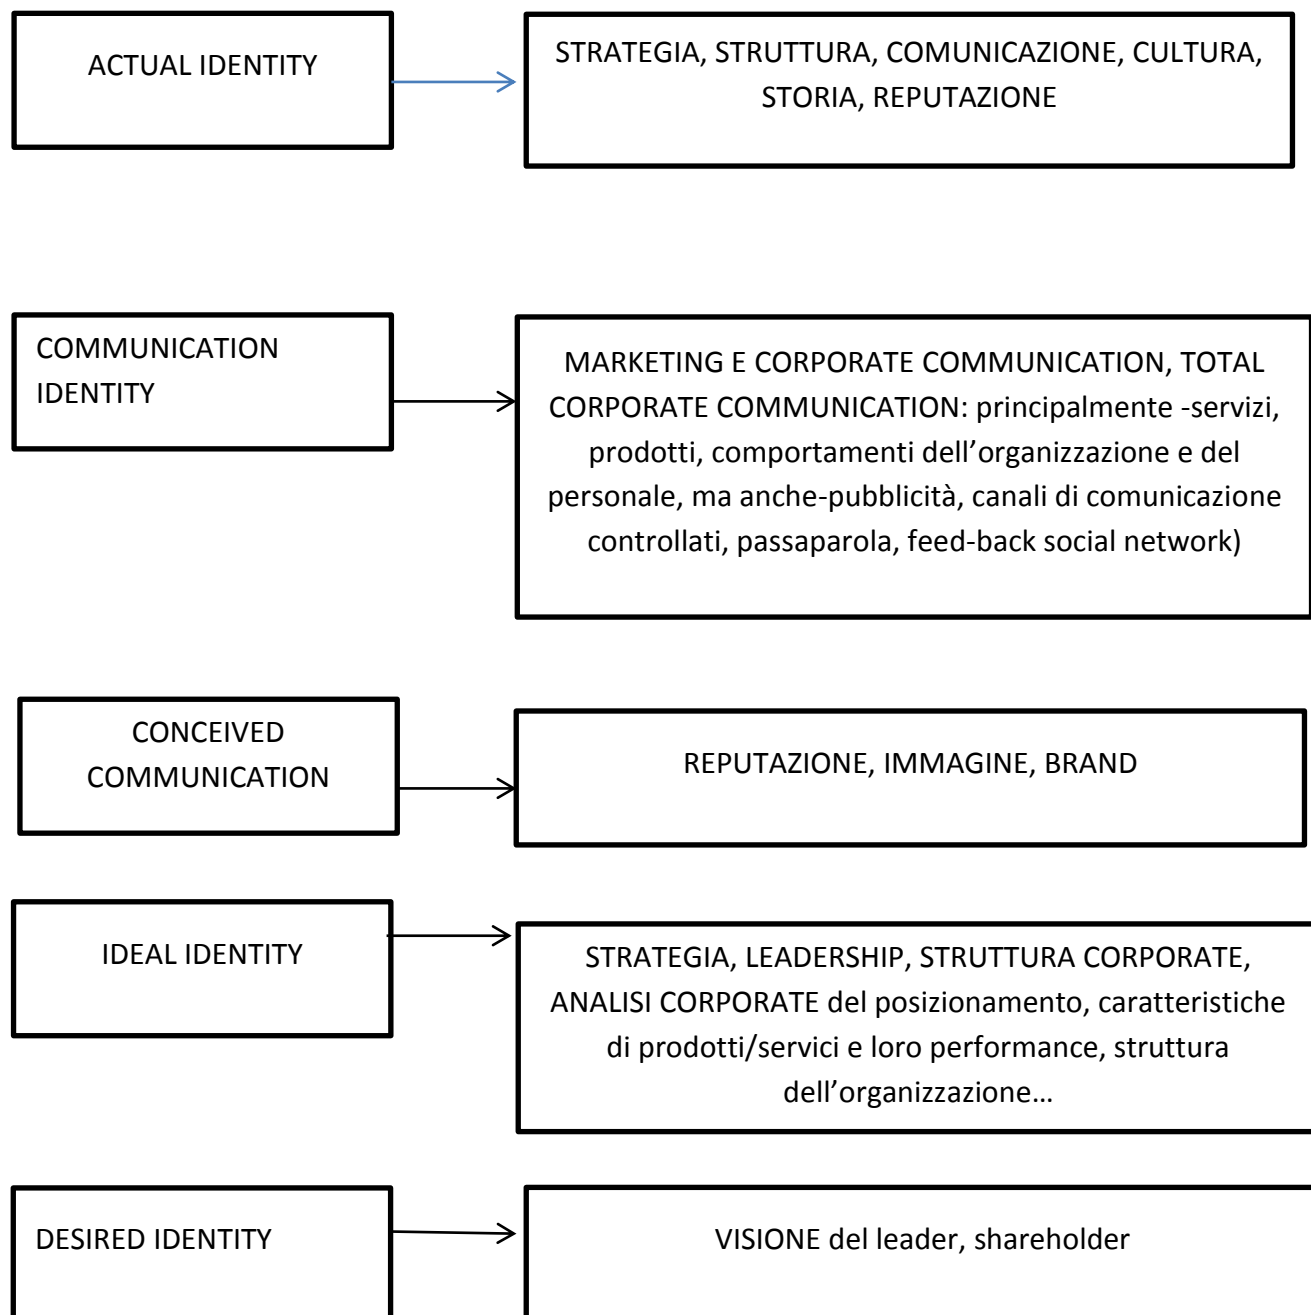 ACTUAL IDENTITY
STRATEGIA, STRUTTURA, COMUNICAZIONE, CULTURA,
STORIA, REPUTAZIONE
COMMUNICATION
IDENTITY
MARKETING E CORPORATE COMMUNICATION, TOTAL
CORPORATE COMMUNICATION: principalmente -servizi,
prodotti, comportamenti dell’organizzazione e del
personale, ma anche-pubblicità, canali di comunicazione
controllati, passaparola, feed-back social network)
CONCEIVED
COMMUNICATION
REPUTAZIONE, IMMAGINE, BRAND
IDEAL IDENTITY
STRATEGIA, LEADERSHIP, STRUTTURA CORPORATE,
ANALISI CORPORATE del posizionamento, caratteristiche
di prodotti/servici e loro performance, struttura
dell’organizzazione…
DESIRED IDENTITY
VISIONE del leader, shareholder